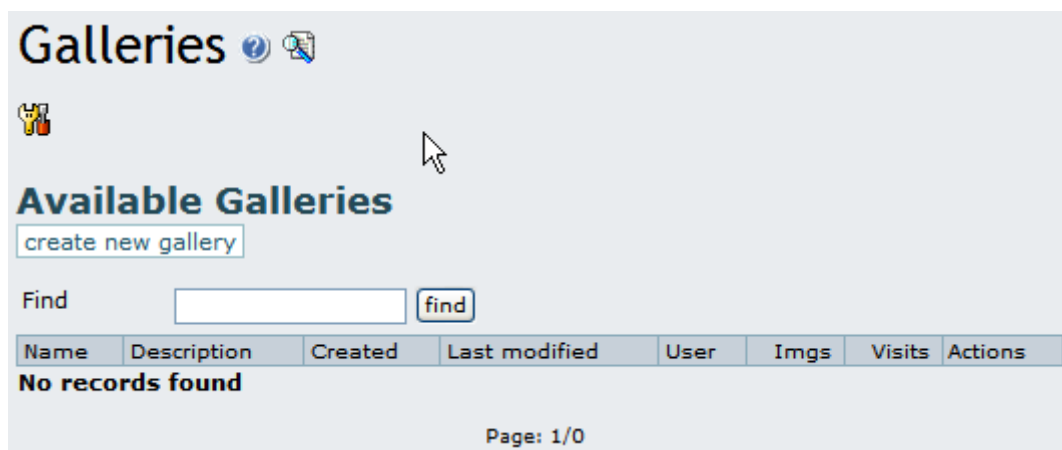 Galleries
Available Galleries
create new gallery
Find find
Name Description Created Last modified User Imgs Visits Actions
No records found
Page: 1/0